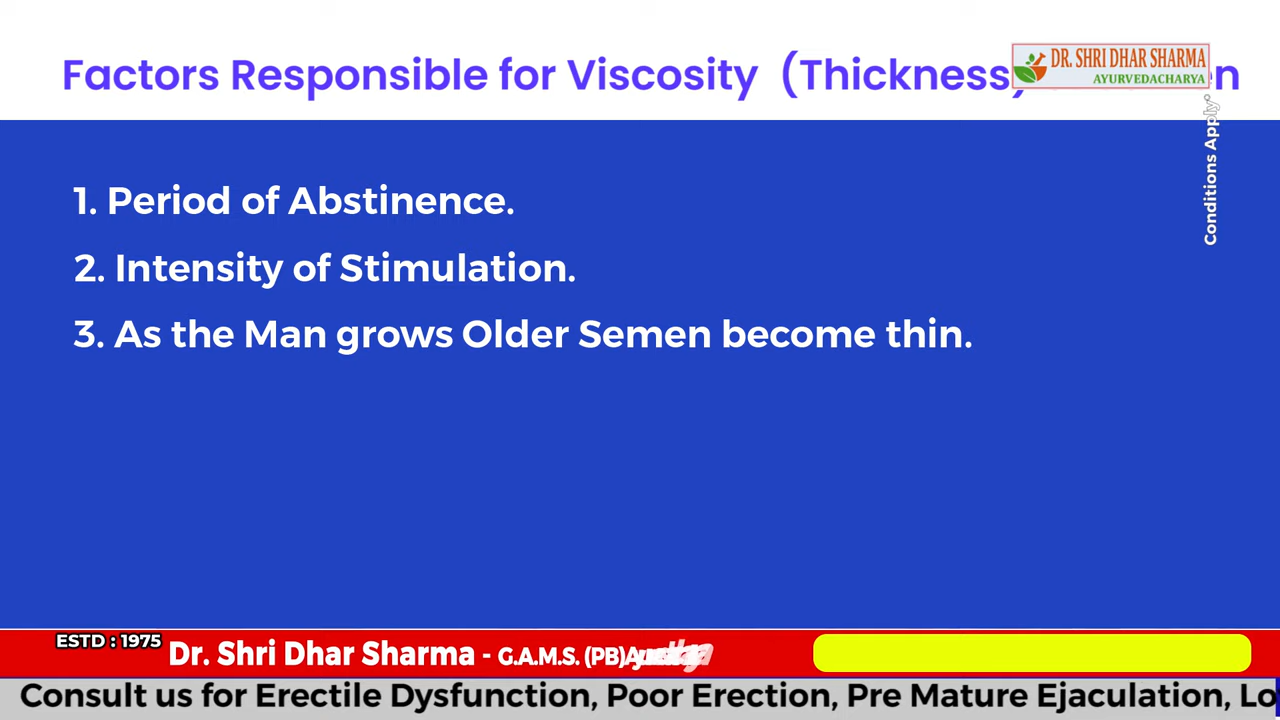 Factors Responsible for Viscosity (Thickness)
DR. SHRI DHAR SHARMA
AYURVEDACHARYA
Conditions Apply*
1. Period of Abstinence.
2. Intensity of Stimulation.
3. As the Man grows Older Semen become thin.
ESTD : 1975
Dr. Shri Dhar Sharma - G.A.M.S. (PB)
Consult us for Erectile Dysfunction, Poor Erection, Pre Mature Ejaculation, Lo